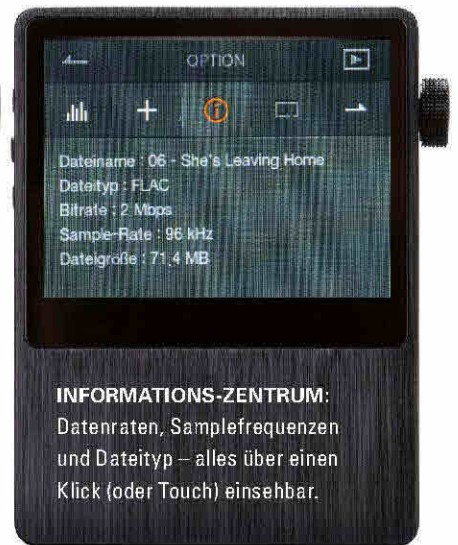 OPTION
Dateiname : 06 - She's Leaving Home
Dateityp : FLAC
Bitrate : 2 Mbps
Sample-Rate : 96 kHz
Dateigröße : 71,4 MB
INFORMATIONS-ZENTRUM:
Datenraten, Samplefrequenzen
und Dateityp – alles über einen
Klick (oder Touch) einsehbar.